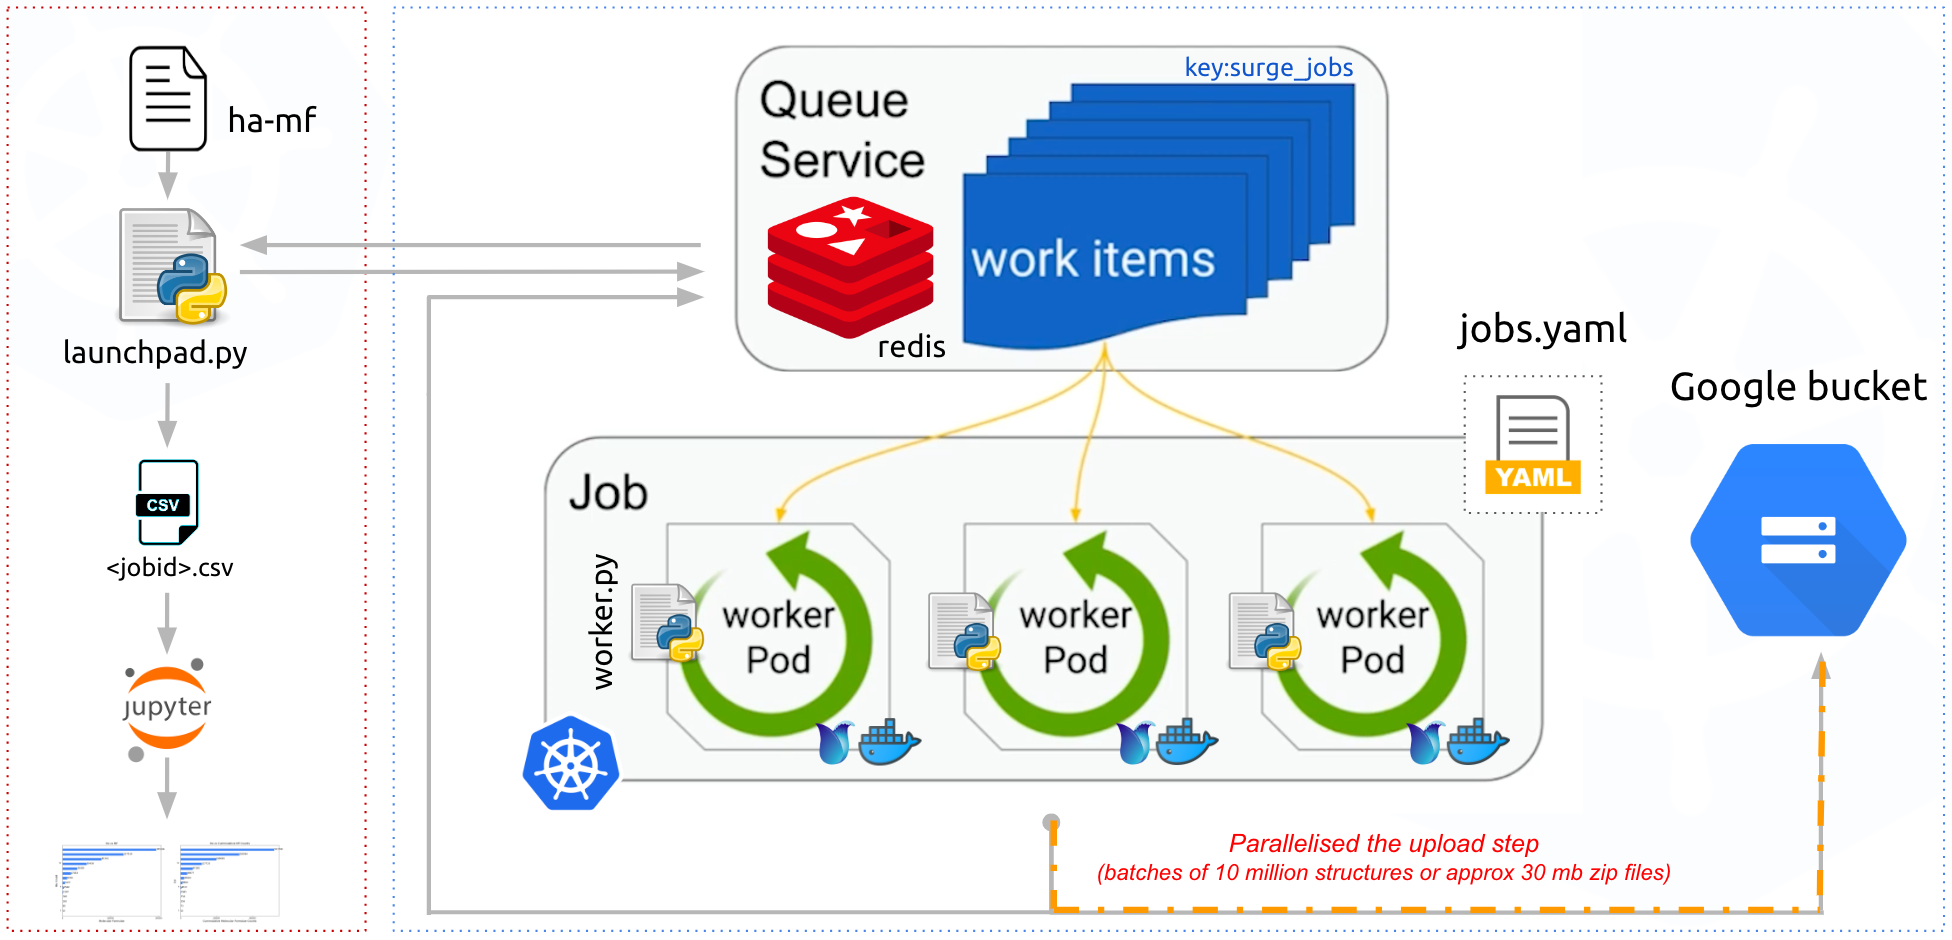 ha-mf
launchpad.py
CSV
<jobid>.csv
jupyter
key:surge_jobs
Queue
Service
work items
redis
jobs.yaml
YAML
Google bucket
Job
worker.py
worker
Pod
worker
Pod
worker
Pod
Parallelised the upload step
(batches of 10 million structures or approx 30 mb zip files)